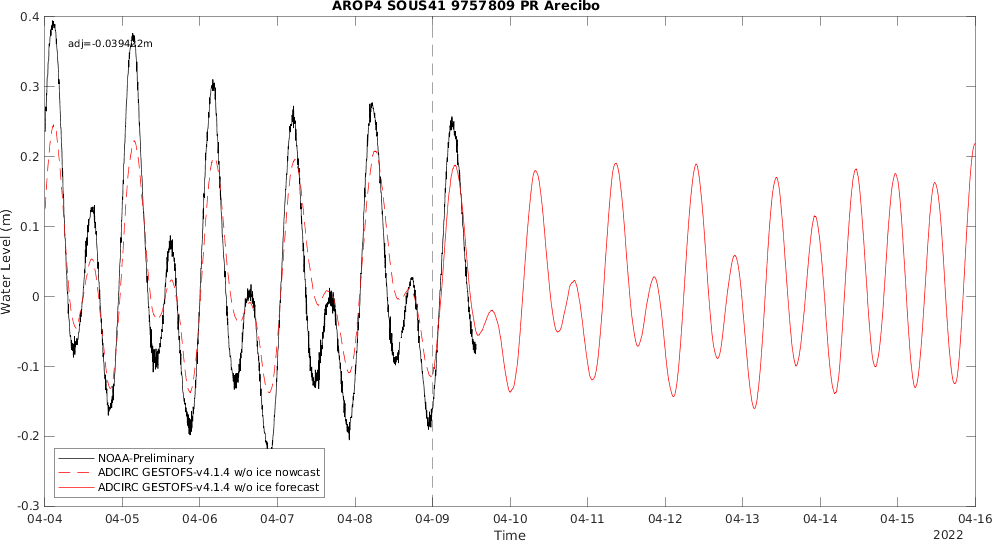 AROP4 SOUS41 9757809 PR Arecibo
adj=-0.039422m
0.4
0.3
0.2
0.1
0
-0.1
-0.2
-0.3
Water Level (m)
NOAA-Preliminary
ADCIRC GESTOFS-v4.1.4 w/o ice nowcast
ADCIRC GESTOFS-v4.1.4 w/o ice forecast
04-04 04-05 04-06 04-07 04-08 04-09 04-10 04-11 04-12 04-13 04-14 04-15 04-16
Time
2022